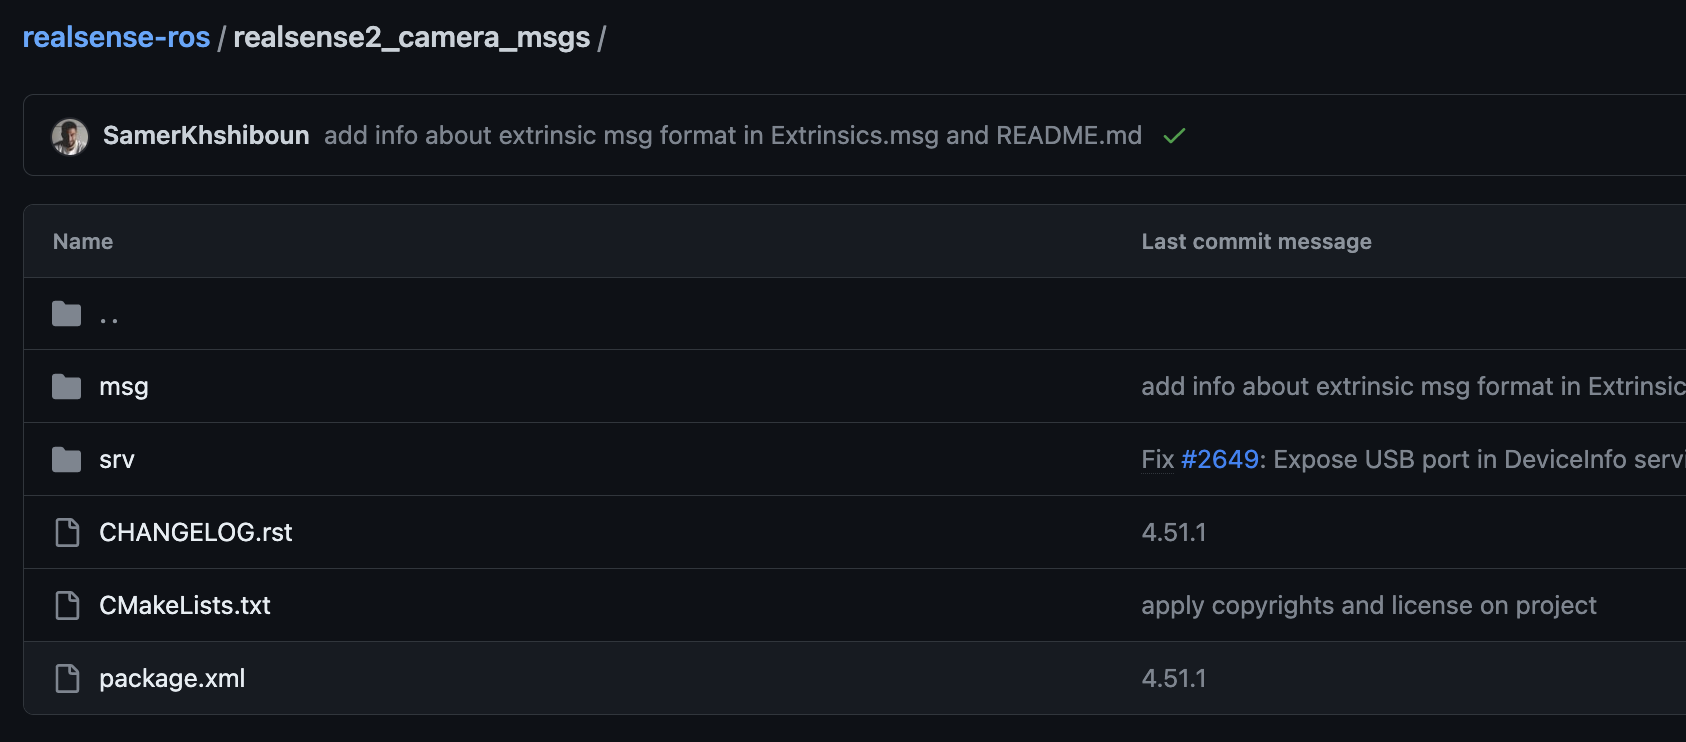 realsense-ros / realsense2_camera_msgs /
SamerKhshiboun add info about extrinsic msg format in Extrinsics.msg and README.md
Name Last commit message
..
msg add info about extrinsic msg format in Extrinsic
srv Fix #2649: Expose USB port in DeviceInfo servi
CHANGELOG.rst 4.51.1
CMakeLists.txt apply copyrights and license on project
package.xml 4.51.1